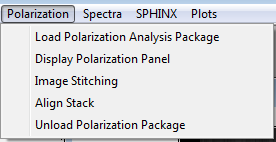 Polarization Spectra SPHINX Plots
Load Polarization Analysis Package
Display Polarization Panel
Image Stitching
Align Stack
Unload Polarization Package